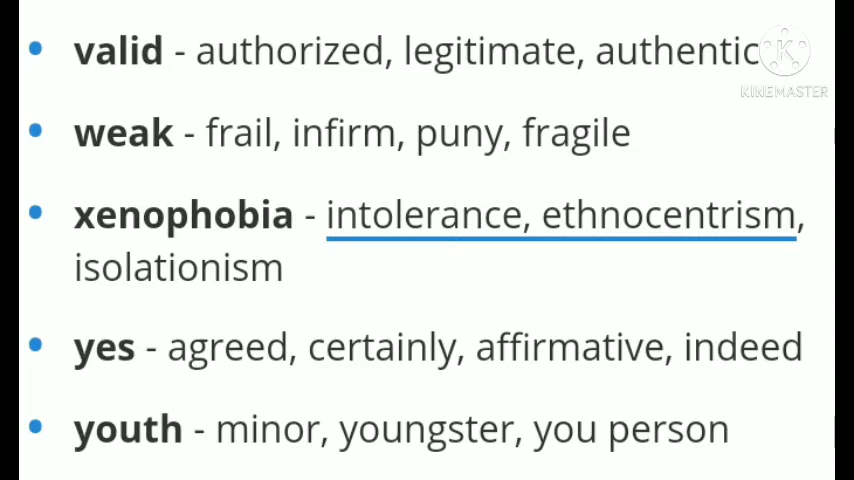 valid - authorized, legitimate, authentic
KINEMASTER
weak - frail, infirm, puny, fragile
xenophobia - intolerance, ethnocentrism,
isolationism
yes - agreed, certainly, affirmative, indeed
youth - minor, youngster, you person